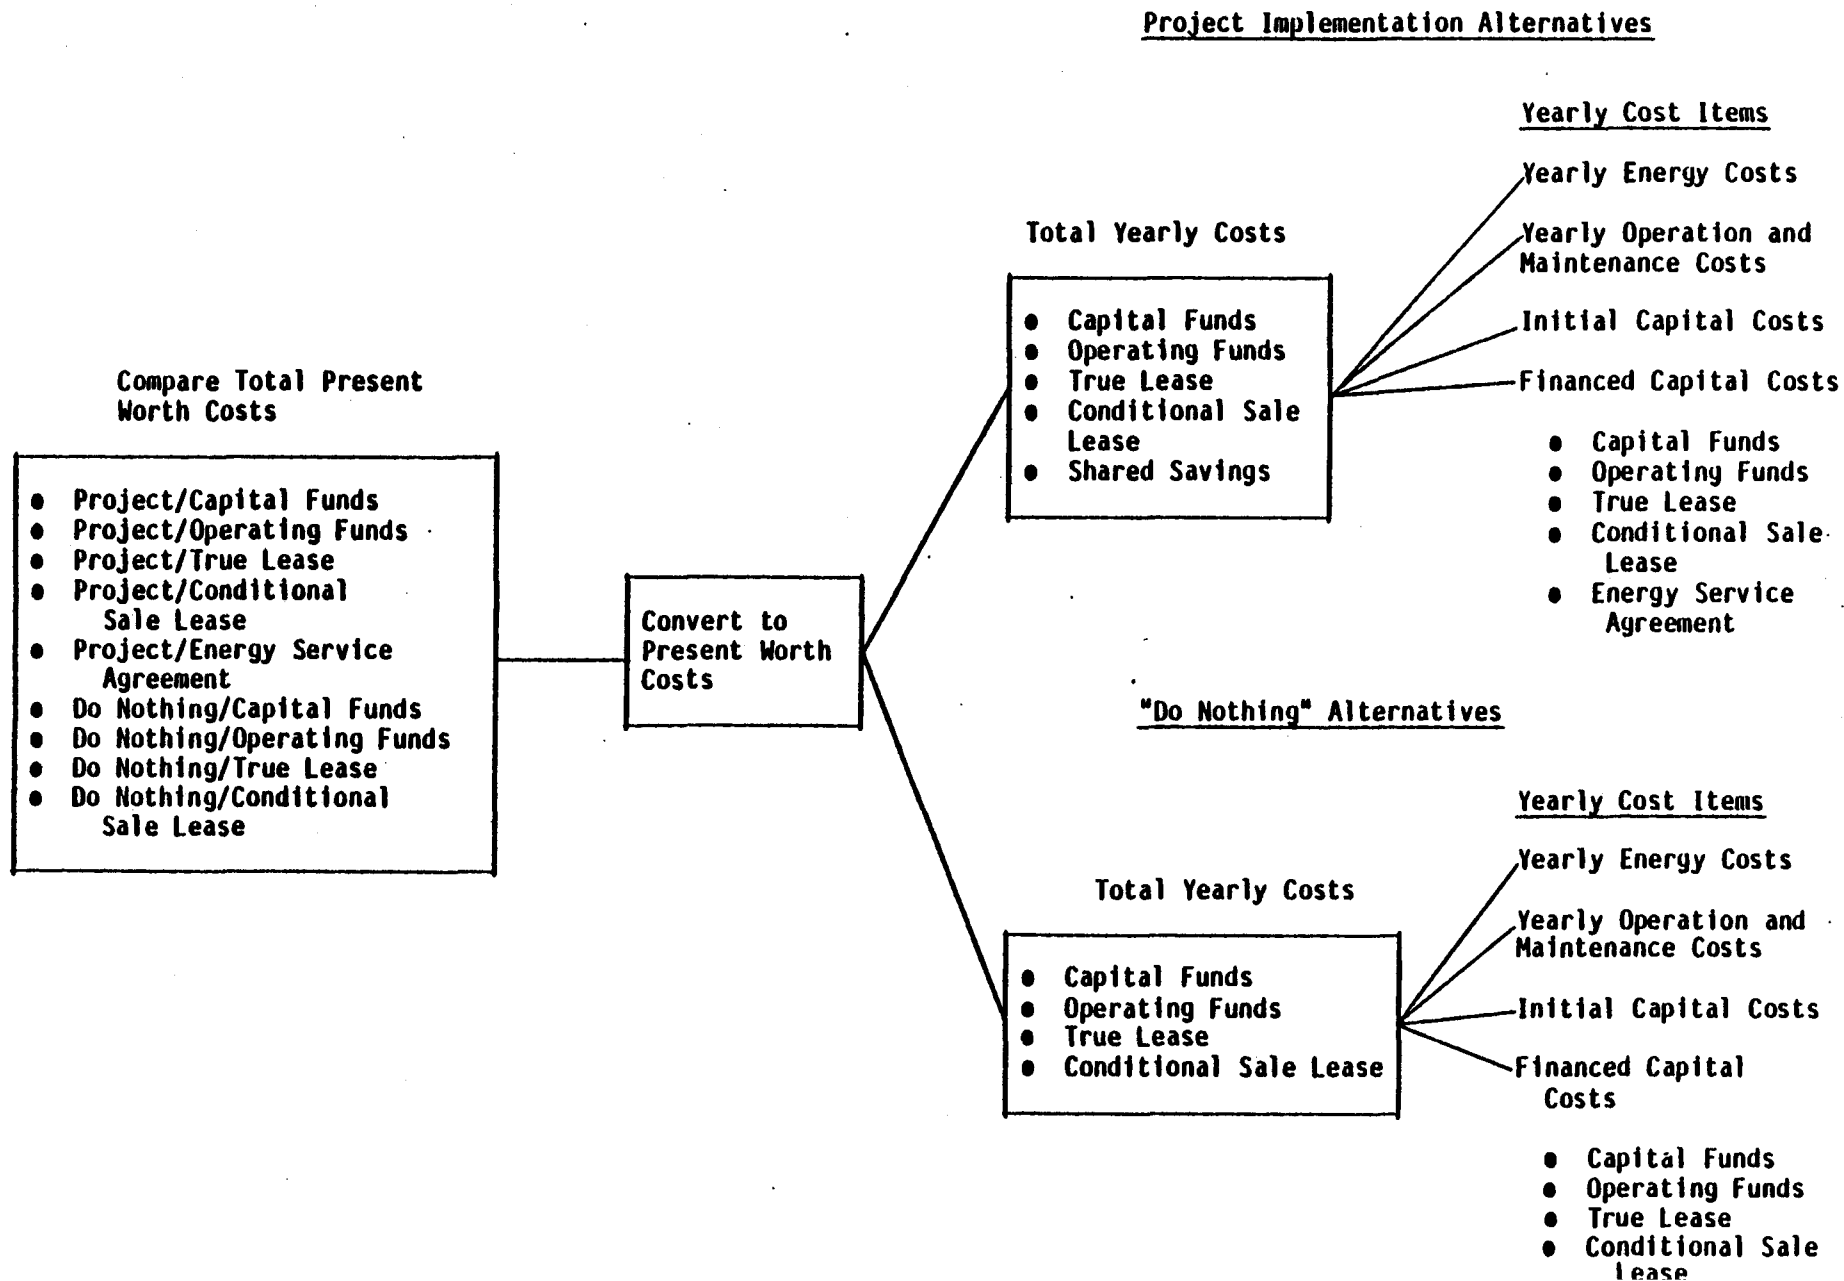 Project Implementation Alternatives
Yearly Cost Items
Yearly Energy Costs
Yearly Operation and
Maintenance Costs
Initial Capital Costs
Financed Capital Costs
● Capital Funds
● Operating Funds
● True Lease
● Conditional Sale
Lease
● Energy Service
Agreement
Total Yearly Costs
● Capital Funds
● Operating Funds
● True Lease
● Conditional Sale
Lease
● Shared Savings
Compare Total Present
Worth Costs
● Project/Capital Funds
● Project/Operating Funds
● Project/True Lease
● Project/Conditional
Sale Lease
● Project/Energy Service
Agreement
● Do Nothing/Capital Funds
● Do Nothing/Operating Funds
● Do Nothing/True Lease
● Do Nothing/Conditional
Sale Lease
Convert to
Present Worth
Costs
"Do Nothing" Alternatives
Yearly Cost Items
Yearly Energy Costs
Yearly Operation and
Maintenance Costs
Initial Capital Costs
Financed Capital
Costs
● Capital Funds
● Operating Funds
● True Lease
● Conditional Sale
Lease
Total Yearly Costs
● Capital Funds
● Operating Funds
● True Lease
● Conditional Sale Lease